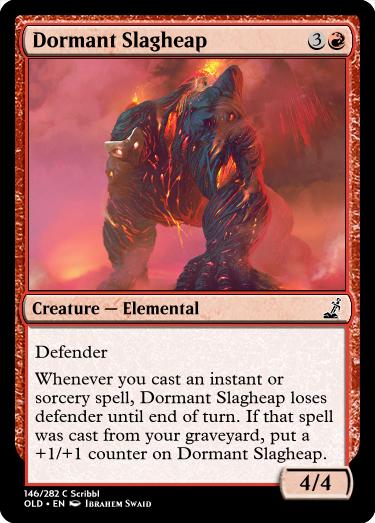 Dormant Slagheap 3
Creature — Elemental
Defender
Whenever you cast an instant or
sorcery spell, Dormant Slagheap loses
defender until end of turn. If that spell
was cast from your graveyard, put a
+1/+1 counter on Dormant Slagheap.
4/4
146/282 C Scribbl
OLD • EN Ibrahem Swaid